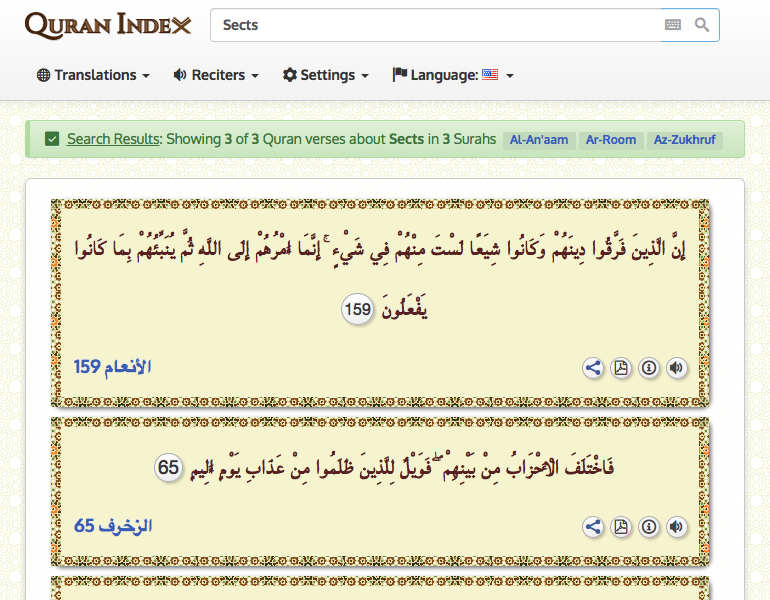 QURAN INDEX
Sects
Translations Reciters Settings Language:
Search Results: Showing 3 of 3 Quran verses about Sects in 3 Surahs Al-An'aam Ar-Room Az-Zukhruf
إِنَّ الَّذِينَ فَرَّقُوا دِينَهُمْ وَكَانُوا شِيَعًا لَسْتَ مِنْهُمْ فِي شَيْءٍ ۚ إِنَّمَا أَمْرُهُمْ إِلَى اللَّهِ ثُمَّ يُنَبِّئُهُمْ بِمَا كَانُوا
يَفْعَلُونَ 159
الأنعام 159
فَاخْتَلَفَ الْأَحْزَابُ مِنْ بَيْنِهِمْ ۖ فَوَيْلٌ لِلَّذِينَ ظَلَمُوا مِنْ عَذَابِ يَوْمٍ أَلِيمٍ 65
الزخرف 65